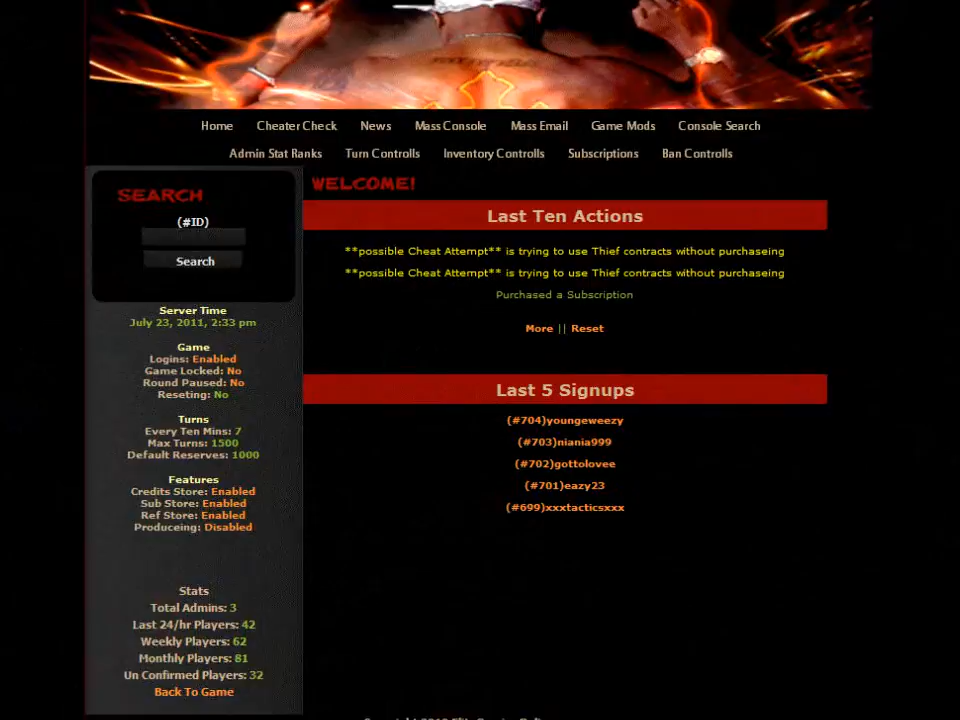 Home Cheater Check News Mass Console Mass Email Game Mods Console Search
Admin Stat Ranks Turn Controlls Inventory Controlls Subscriptions Ban Controlls
SEARCH
(#ID)
Search
Server Time
July 23, 2011, 2:33 pm
Game
Logins: Enabled
Game Locked: No
Round Paused: No
Reseting: No
Turns
Every Ten Mins: 7
Max Turns: 1500
Default Reserves: 1000
Features
Credits Store: Enabled
Sub Store: Enabled
Ref Store: Enabled
Produceing: Disabled
Stats
Total Admins: 3
Last 24/hr Players: 42
Weekly Players: 62
Monthly Players: 81
Un Confirmed Players: 32
Back To Game
WELCOME!
Last Ten Actions
**possible Cheat Attempt** is trying to use Thief contracts without purchaseing
**possible Cheat Attempt** is trying to use Thief contracts without purchaseing
Purchased a Subscription
More || Reset
Last 5 Signups
(#704)youngeweezy
(#703)niania999
(#702)gottolovee
(#701)eazy23
(#699)xxxtacticsxxx